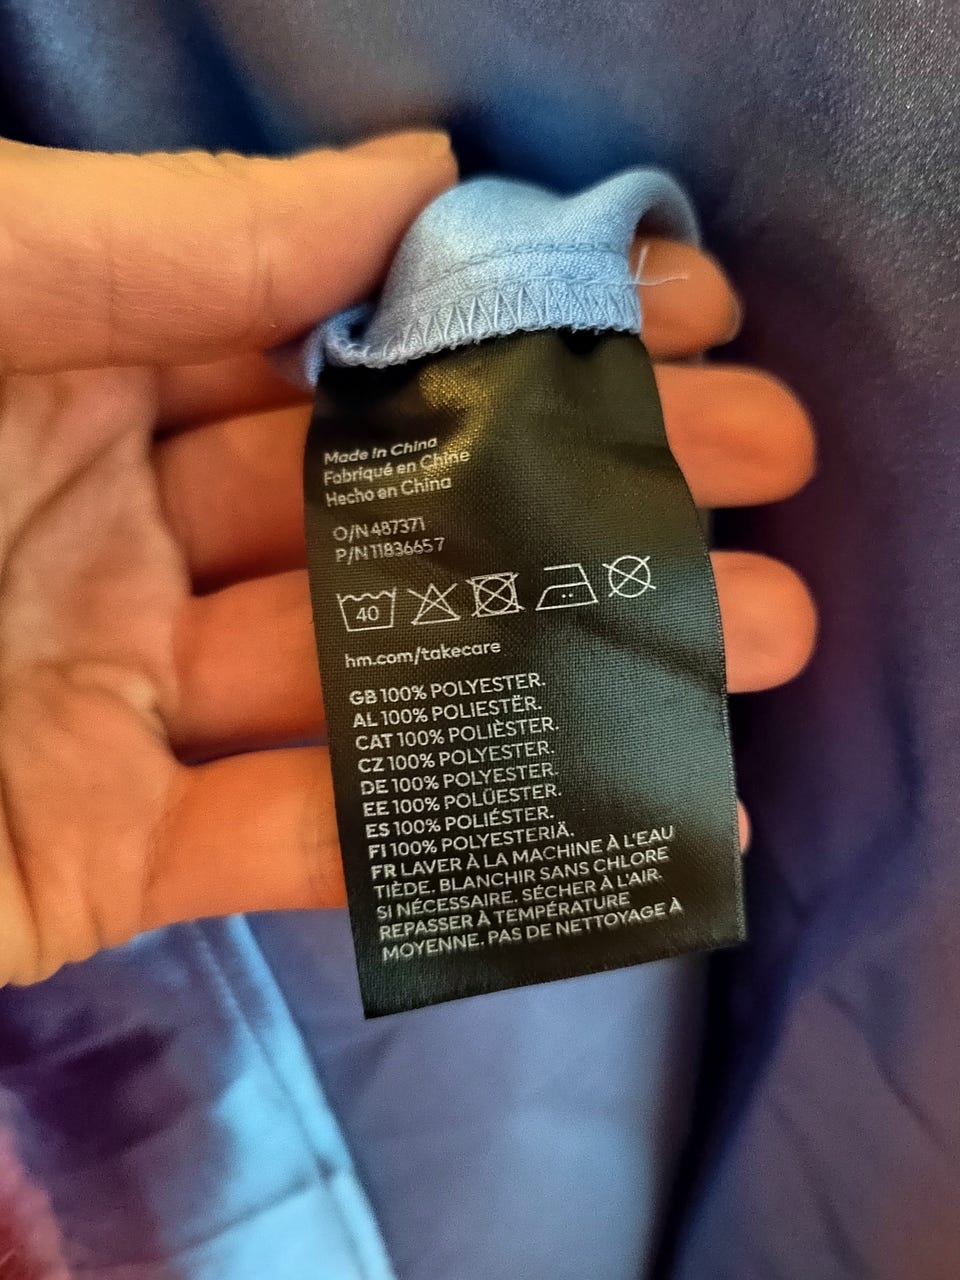 Made in China
Fabriqué en Chine
Hecho en China
O/N 487371
P/N 11836657
40
hm.com/takecare
GB 100% POLYESTER.
AL 100% POLIESTËR.
CAT 100% POLIÈSTER.
CZ 100% POLYESTER.
DE 100% POLYESTER.
EE 100% POLÜESTER.
ES 100% POLIÉSTER.
FI 100% POLYESTERIÄ.
FR LAVER À LA MACHINE À L'EAU
TIÈDE. BLANCHIR SANS CHLORE
SI NÉCESSAIRE. SÉCHER À L'AIR.
REPASSER À TEMPÉRATURE
MOYENNE. PAS DE NETTOYAGE À